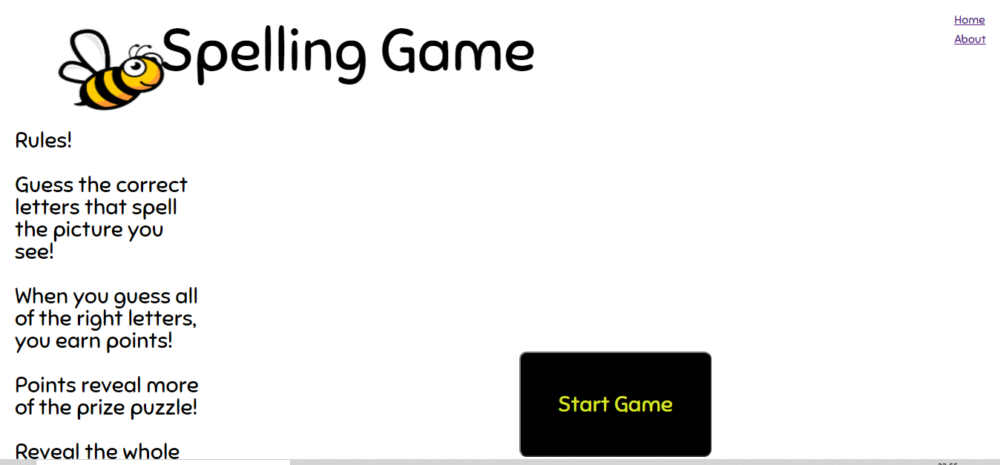 Spelling Game
Home
About
Rules!
Guess the correct
letters that spell
the picture you
see!
When you guess all
of the right letters,
you earn points!
Points reveal more
of the prize puzzle!
Reveal the whole
Start Game